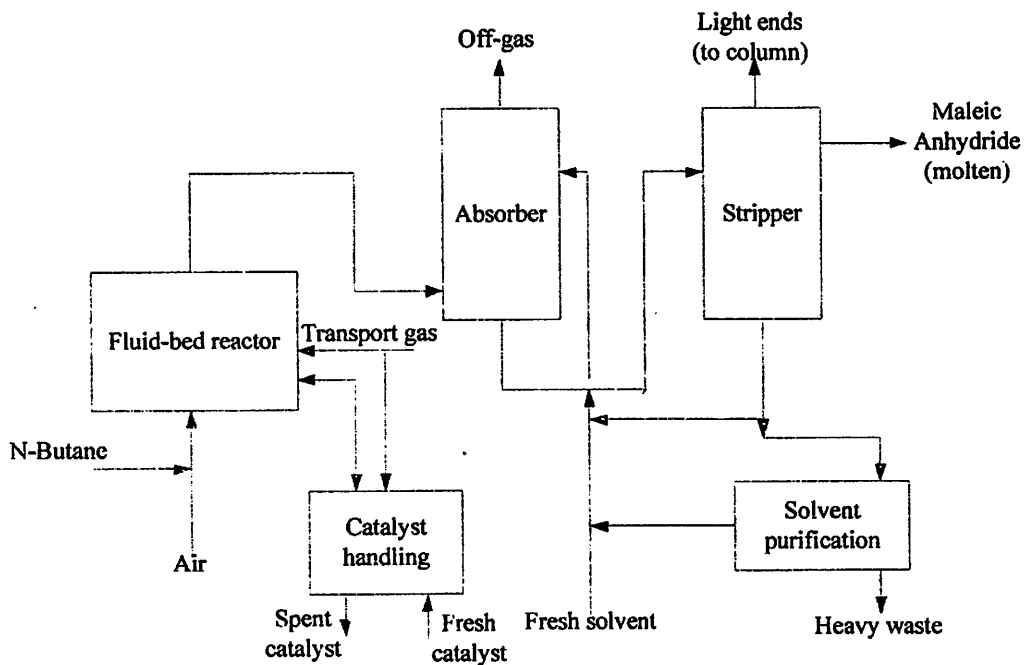 Off-gas
Light ends
(to column)
Maleic
Anhydride
(molten)
Absorber
Stripper
Fluid-bed reactor
Transport gas
N-Butane
Air
Catalyst
handling
Solvent
purification
Spent
catalyst
Fresh
catalyst
Fresh solvent
Heavy waste